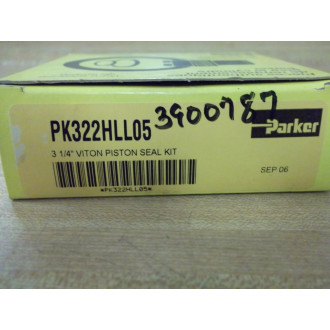 PK322HLL05 3900787
Parker
3 1/4" VITON PISTON SEAL KIT
SEP 06
*PK322HLL05*